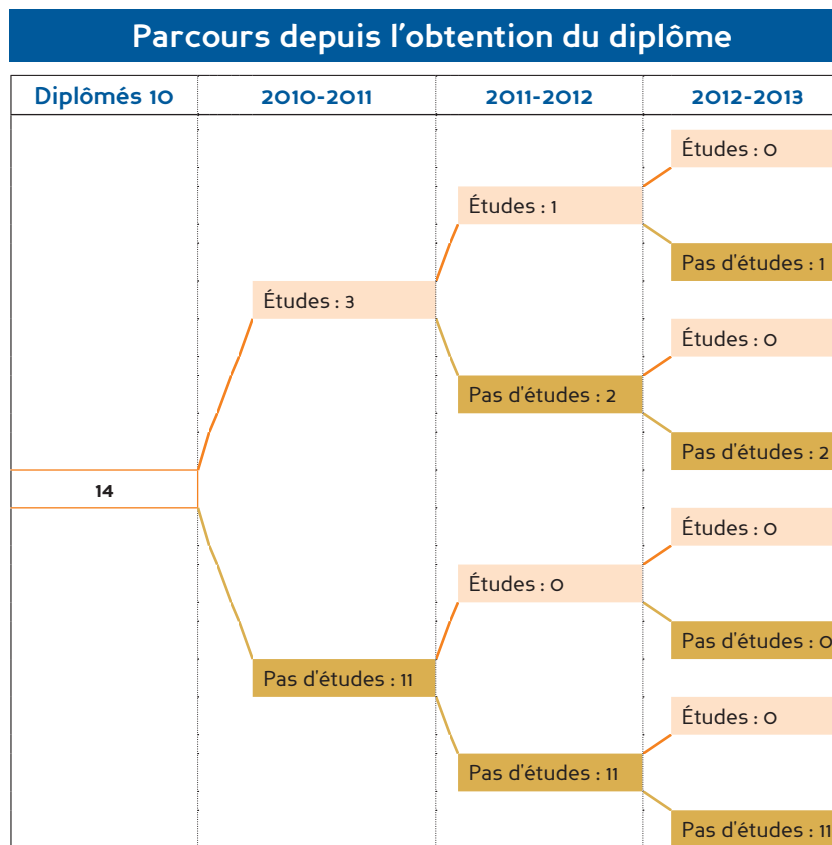 Parcours depuis l'obtention du diplôme
Diplômés 10 2010-2011 2011-2012 2012-2013
Études : 0
Études : 1
Pas d'études : 1
Études : 3
Études : 0
Pas d'études : 2
Pas d'études : 2
14
Études : 0
Études : 0
Pas d'études : 0
Pas d'études : 11
Études : 0
Pas d'études : 11
Pas d'études : 11